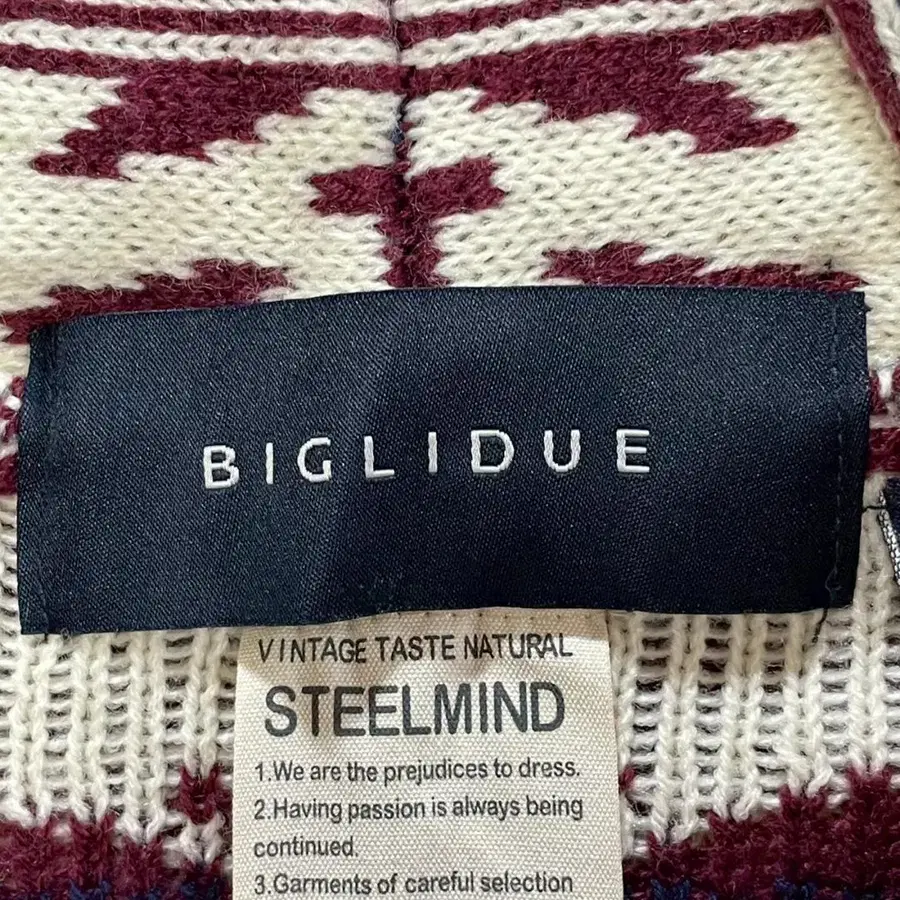 BIGLIDUE
VINTAGE TASTE NATURAL
STEELMIND
1.We are the prejudices to dress.
2.Having passion is always being
continued.
3.Garments of careful selection